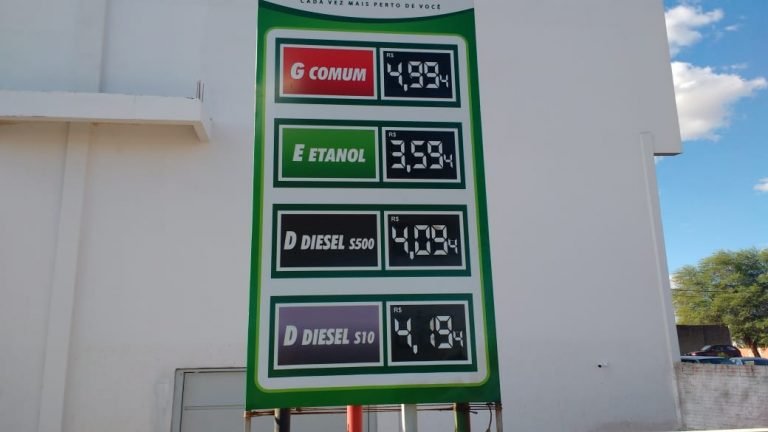 CADA VEZ MAIS PERTO DE VOCÊ
G COMUM
R$
4,994
E ETANOL
R$
3,594
D DIESEL S500
R$
4,094
D DIESEL S10
R$
4,194